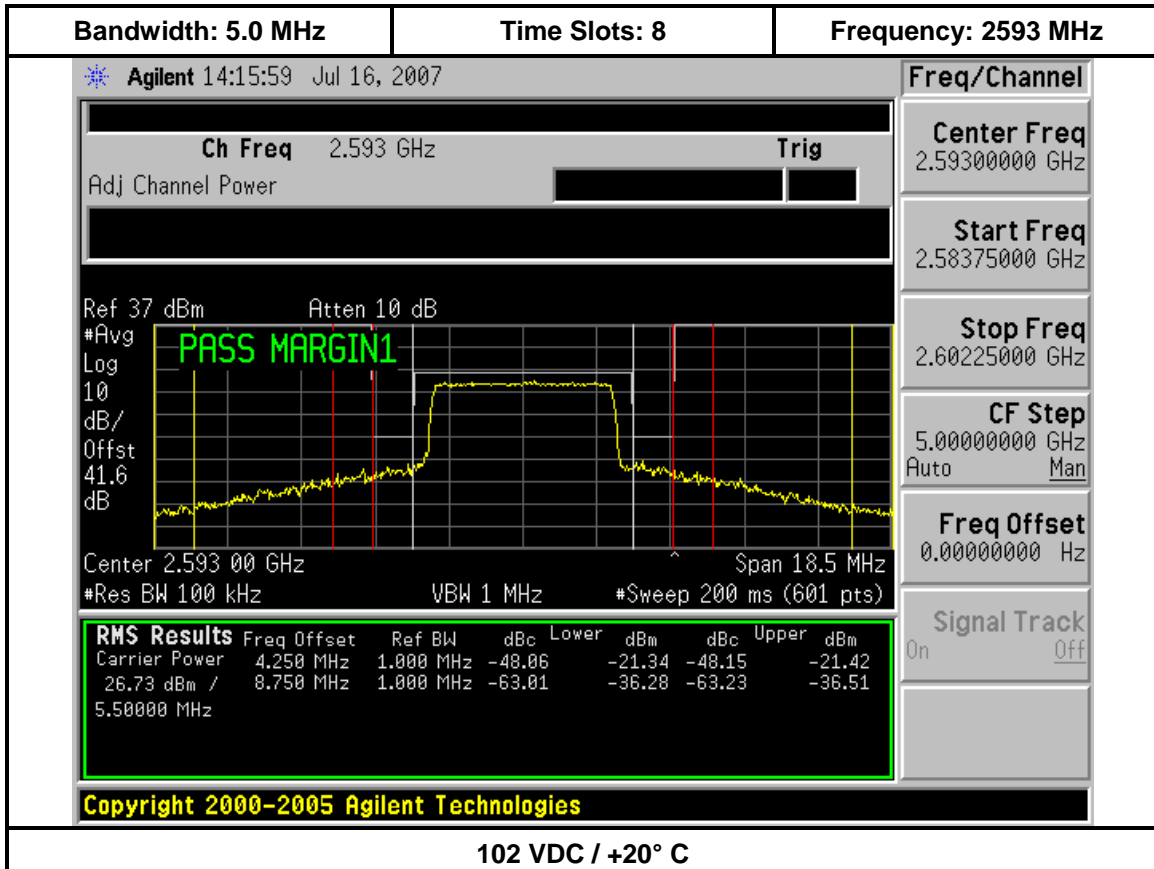 Bandwidth: 5.0 MHz Time Slots: 8 Frequency: 2593 MHz
Agilent 14:15:59 Jul 16, 2007 Freq/Channel
Ch Freq 2.593 GHz Trig
Adj Channel Power
Center Freq
2.59300000 GHz
Start Freq
2.58375000 GHz
Stop Freq
2.60225000 GHz
CF Step
5.00000000 GHz
Auto Man
Freq Offset
0.00000000 Hz
Signal Track
On Off
Ref 37 dBm Atten 10 dB
#Avg
Log
10
dB/
Offst
41.6
dB
PASS MARGIN1
Center 2.593 00 GHz Span 18.5 MHz
#Res BW 100 kHz VBW 1 MHz #Sweep 200 ms (601 pts)
RMS Results Freq Offset Ref BW dBc Lower dBm dBc Upper dBm
Carrier Power 4.250 MHz 1.000 MHz -48.06 -21.34 -48.15 -21.42
26.73 dBm / 8.750 MHz 1.000 MHz -63.01 -36.28 -63.23 -36.51
5.50000 MHz
Copyright 2000-2005 Agilent Technologies
102 VDC / +20° C